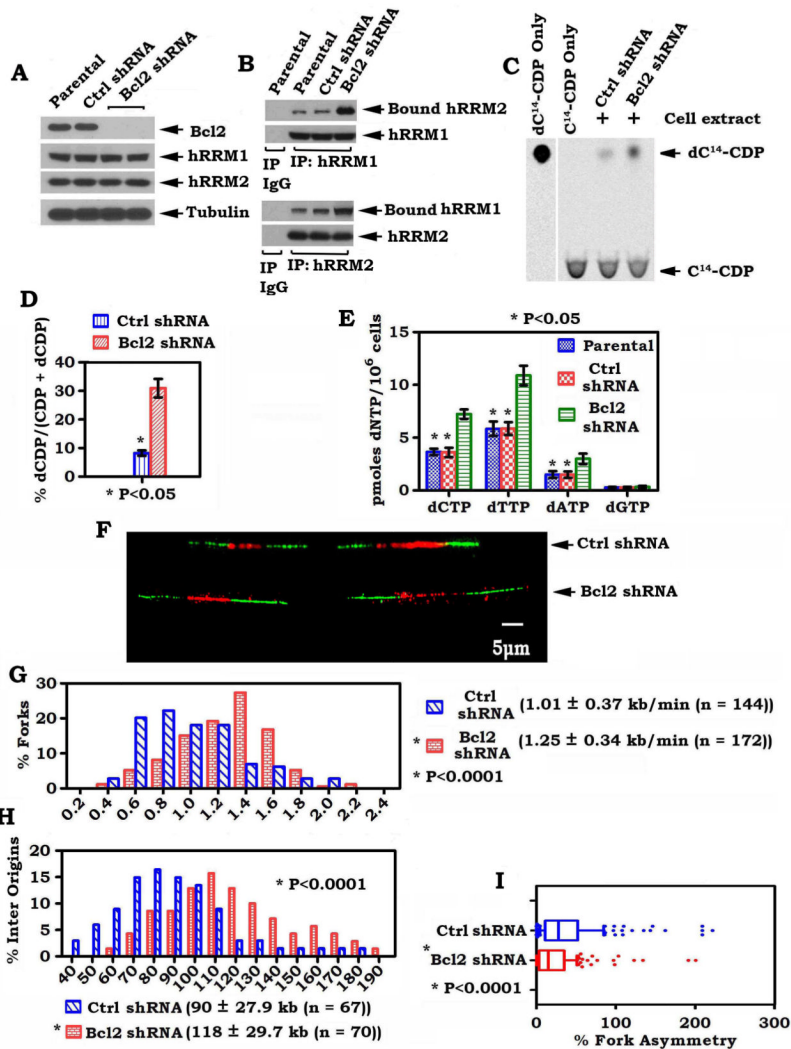 A
Parental
Ctrl shRNA
Bcl2 shRNA
Bcl2
hRRM1
hRRM2
Tubulin
B
Parental
Parental
Ctrl shRNA
Bcl2 shRNA
Bound hRRM2
hRRM1
IP IP: hRRM1
IgG
Bound hRRM1
hRRM2
IP IP: hRRM2
IgG
C
dC¹⁴-CDP Only
C¹⁴-CDP Only
Ctrl shRNA
Bcl2 shRNA
+ + Cell extract
dC¹⁴-CDP
C¹⁴-CDP
D
Ctrl shRNA
Bcl2 shRNA
% dCDP/(CDP + dCDP)
40
30
20
10
0
*
* P<0.05
E
* P<0.05
pmoles dNTP/10⁶ cells
15
10
5
0
Parental
Ctrl
shRNA
Bcl2
shRNA
* * * * * *
dCTP dTTP dATP dGTP
F
Ctrl shRNA
Bcl2 shRNA
5µm
G
% Forks
30
20
10
0
0.2 0.4 0.6 0.8 1.0 1.2 1.4 1.6 1.8 2.0 2.2 2.4
Ctrl
shRNA (1.01 ± 0.37 kb/min (n = 144))
* Bcl2
shRNA (1.25 ± 0.34 kb/min (n = 172))
* P<0.0001
H
% Inter Origins
20
15
10
5
0
* P<0.0001
40 50 60 70 80 90 100 110 120 130 140 150 160 170 180 190
Ctrl shRNA (90 ± 27.9 kb (n = 67))
* Bcl2 shRNA (118 ± 29.7 kb (n = 70))
I
Ctrl shRNA
*
Bcl2 shRNA
* P<0.0001
0 100 200 300
% Fork Asymmetry